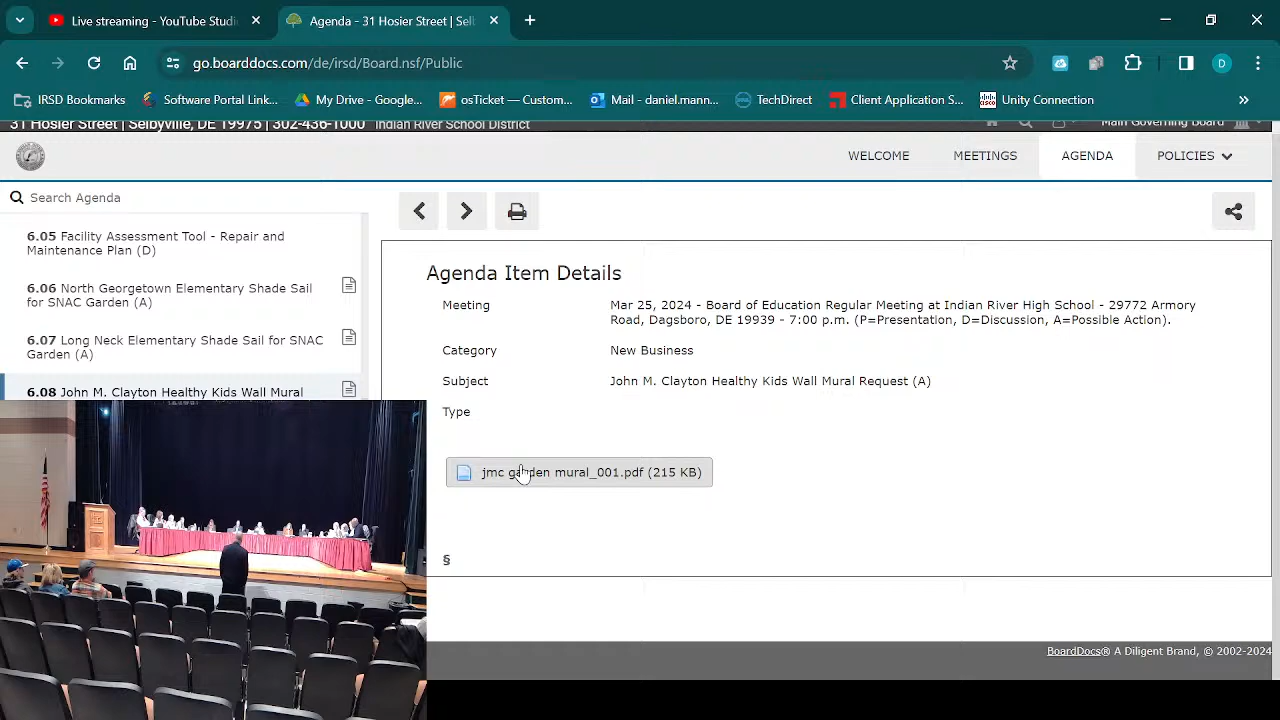 Live streaming - YouTube Studi
Agenda - 31 Hosier Street | Sel
go.boarddocs.com/de/irsd/Board.nsf/Public
D
IRSD Bookmarks
Software Portal Link...
My Drive - Google...
osTicket — Custom...
Mail - daniel.mann...
TechDirect
Client Application S...
Unity Connection
31 Hosier Street | Selbyville, DE 19975 | 302-436-1000 Indian River School District
Main Governing Board
WELCOME
MEETINGS
AGENDA
POLICIES
Search Agenda
6.05 Facility Assessment Tool - Repair and
Maintenance Plan (D)
6.06 North Georgetown Elementary Shade Sail
for SNAC Garden (A)
6.07 Long Neck Elementary Shade Sail for SNAC
Garden (A)
6.08 John M. Clayton Healthy Kids Wall Mural
Agenda Item Details
Meeting
Mar 25, 2024 - Board of Education Regular Meeting at Indian River High School - 29772 Armory
Road, Dagsboro, DE 19939 - 7:00 p.m. (P=Presentation, D=Discussion, A=Possible Action).
Category
New Business
Subject
John M. Clayton Healthy Kids Wall Mural Request (A)
Type
jmc garden mural_001.pdf (215 KB)
§
BoardDocs® A Diligent Brand, © 2002-2024